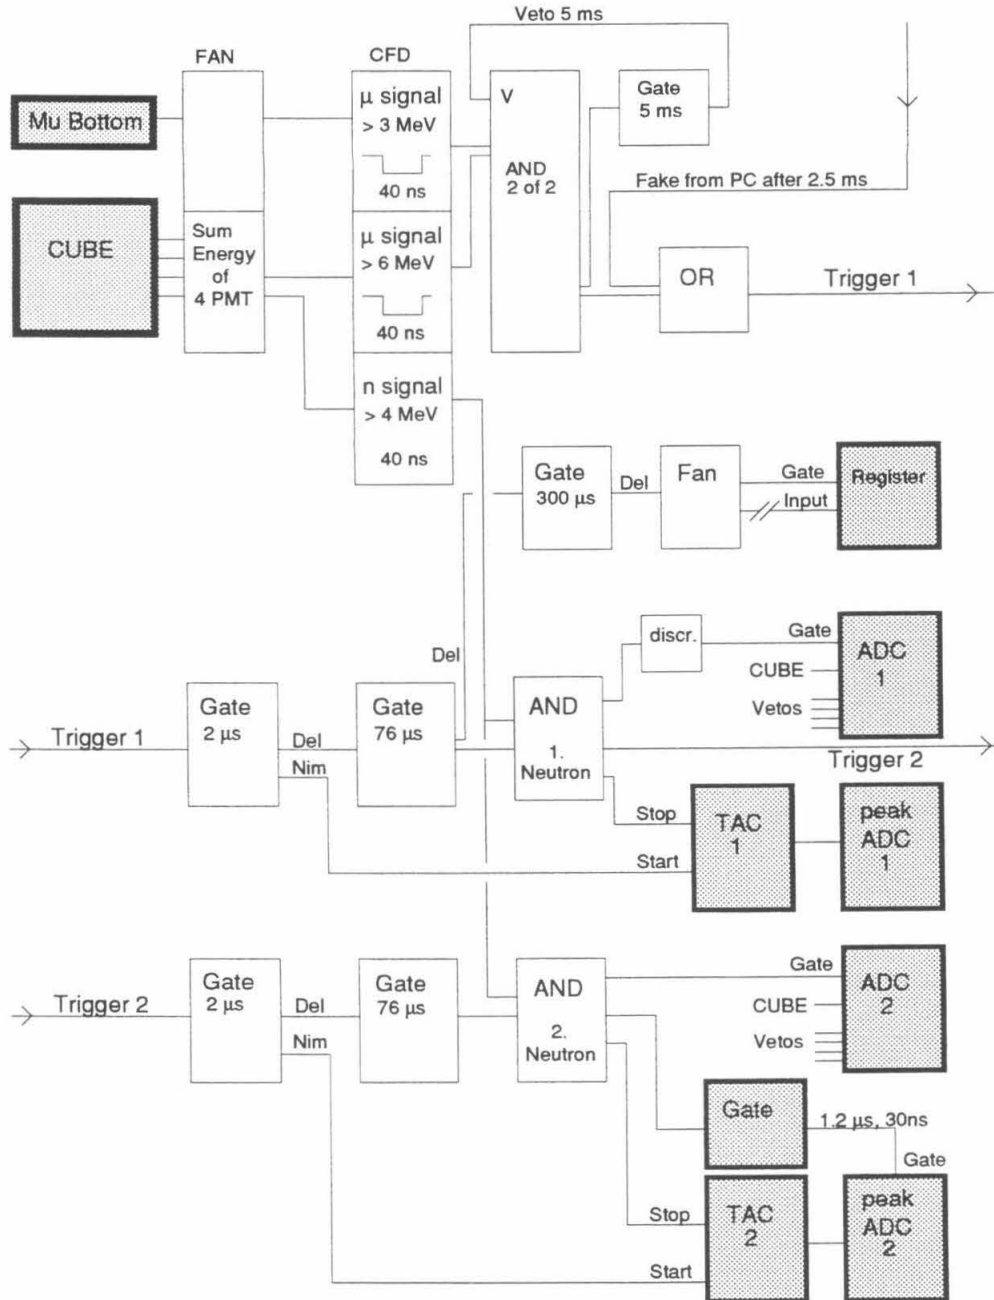 Veto 5 ms
FAN
CFD
Mu Bottom
µ signal
> 3 MeV
40 ns
V
AND
2 of 2
Gate
5 ms
Fake from PC after 2.5 ms
CUBE
Sum
Energy
of
4 PMT
µ signal
> 6 MeV
40 ns
OR
Trigger 1
n signal
> 4 MeV
40 ns
Gate
300 µs
Del
Fan
Gate
Input
Register
Del
discr.
Gate
CUBE
Vetos
ADC
1
Trigger 1
Gate
2 µs
Del
Nim
Gate
76 µs
AND
1.
Neutron
Trigger 2
Stop
Start
TAC
1
peak
ADC
1
Trigger 2
Gate
2 µs
Del
Nim
Gate
76 µs
AND
2.
Neutron
Gate
CUBE
Vetos
ADC
2
Gate
1.2 µs, 30ns
Gate
Stop
Start
TAC
2
peak
ADC
2